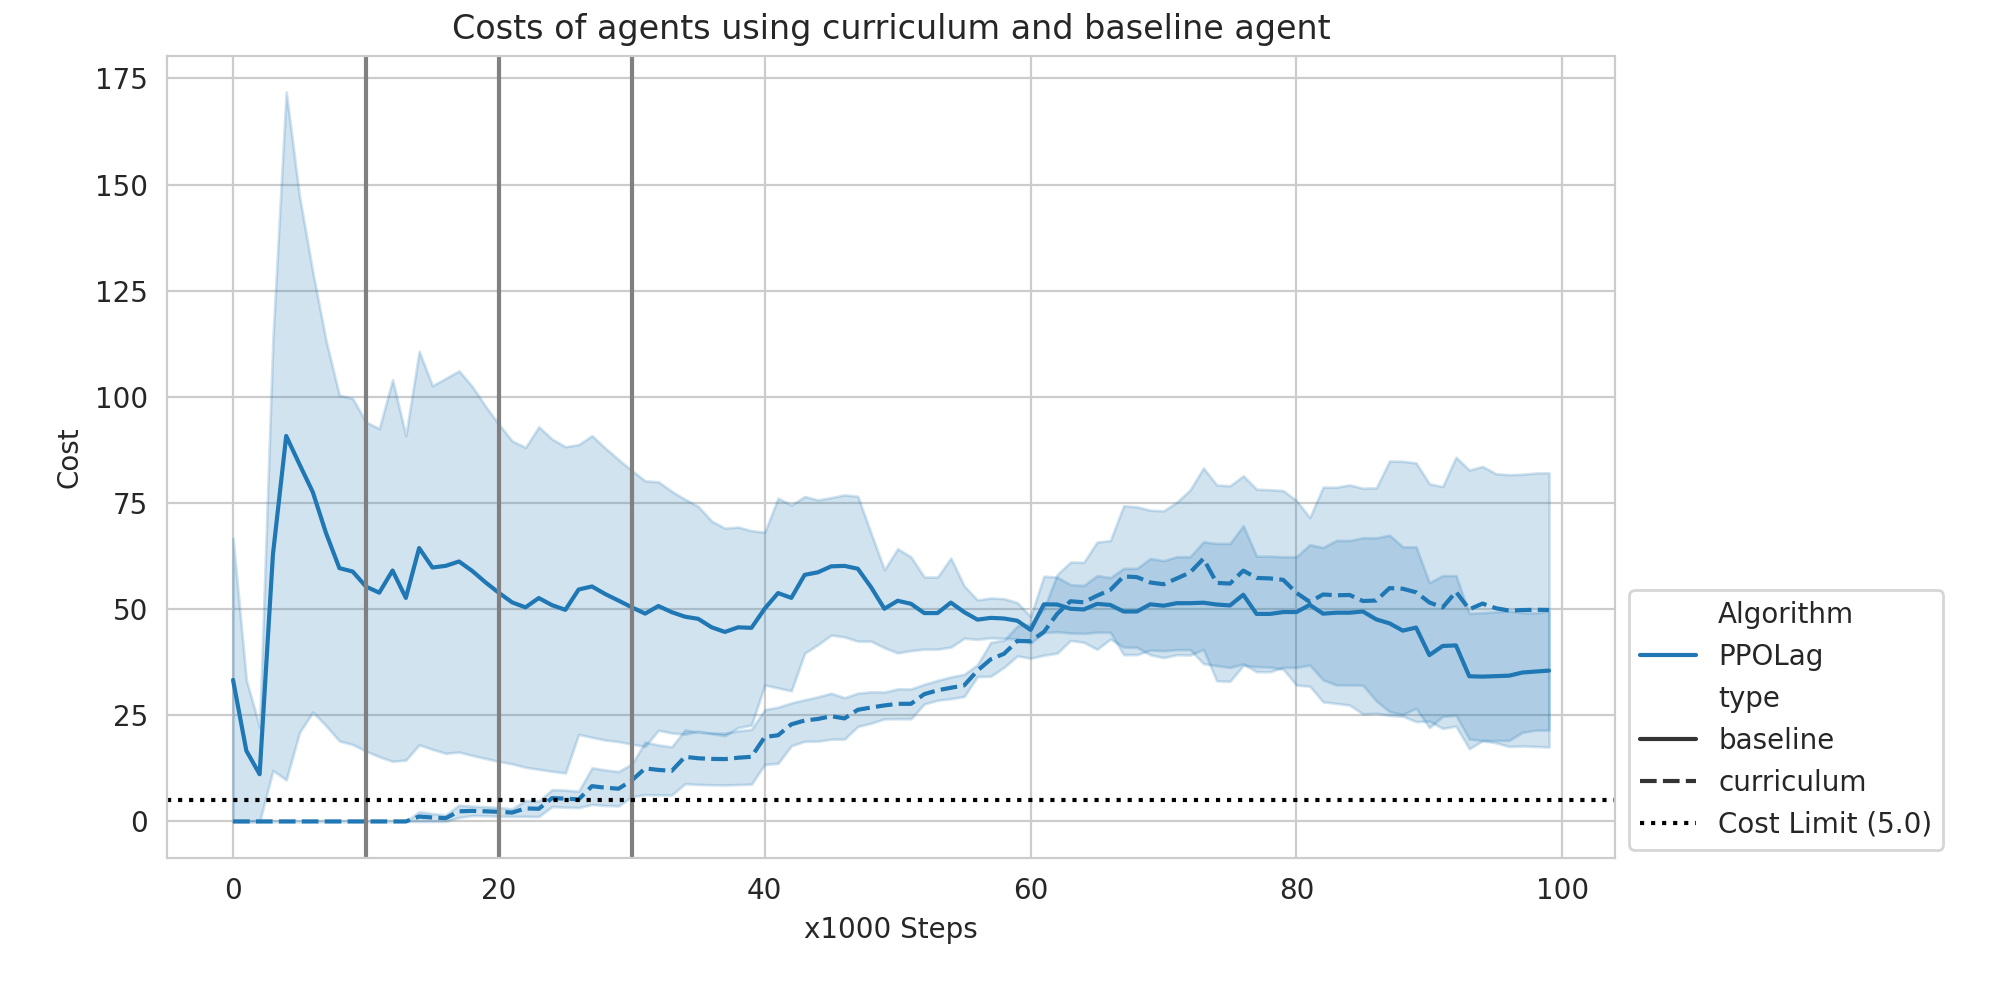 Costs of agents using curriculum and baseline agent
175
150
125
100
75
50
25
0
Cost
0 20 40 60 80 100
x1000 Steps
Algorithm
PPOLag
type
baseline
curriculum
Cost Limit (5.0)